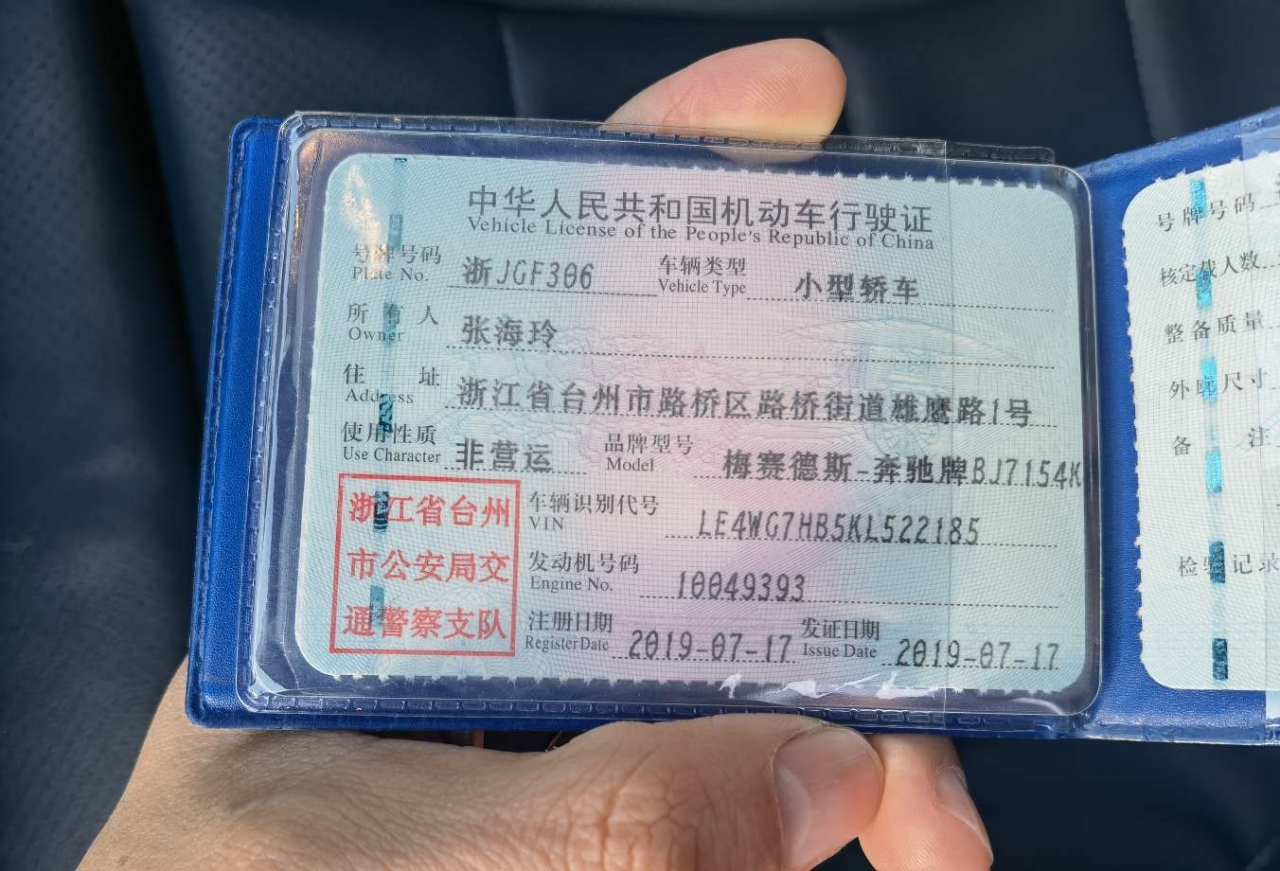 中华人民共和国机动车行驶证
Vehicle License of the People's Republic of China
号牌号码 浙JGF306 车辆类型 小型轿车
Plate No. Vehicle Type
所有人 张海玲
Owner
住址 浙江省台州市路桥区路桥街道雄鹰路1号
Address
使用性质 非营运 品牌型号 梅赛德斯-奔驰牌BJ7154K
Use Character Model
浙江省台州
市公安局交
通警察支队
车辆识别代号 LE4WG7HB5KL522185
VIN
发动机号码 10049393
Engine No.
注册日期 2019-07-17 发证日期 2019-07-17
Register Date Issue Date
号牌号码
核定载人数
整备质量
外廓尺寸
备注
检验记录